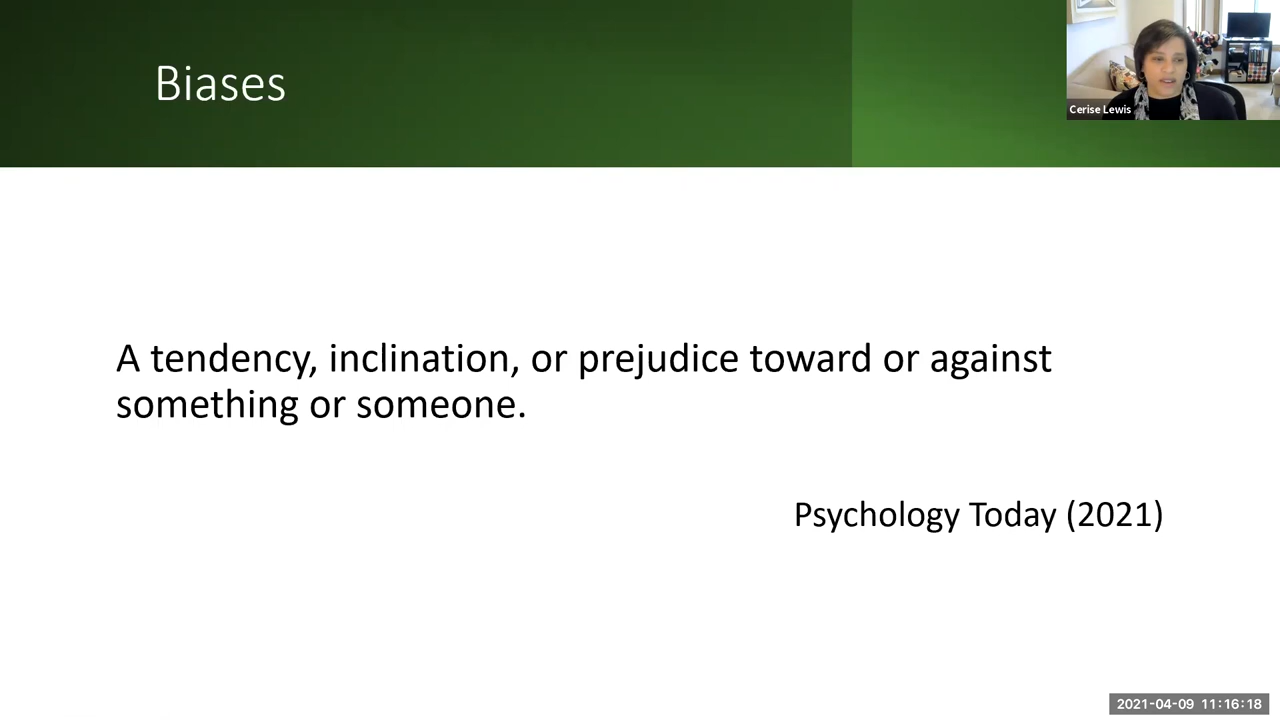 Biases
Cerise Lewis
A tendency, inclination, or prejudice toward or against
something or someone.
Psychology Today (2021)
2021-04-09 11:16:18